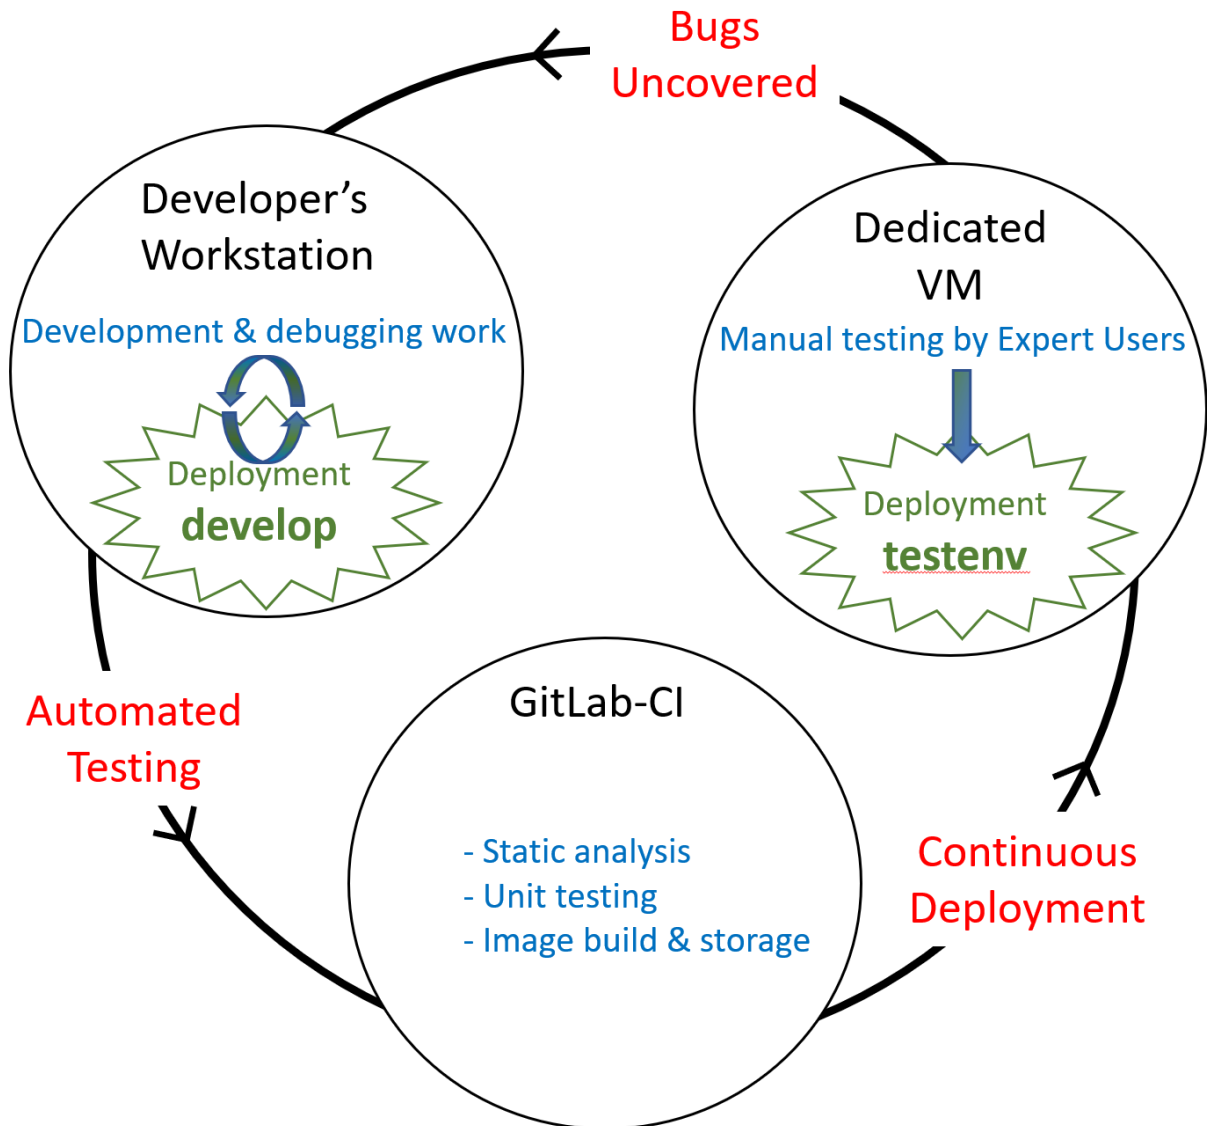 Bugs
Uncovered
Developer’s
Workstation
Development & debugging work
Deployment
develop
Dedicated
VM
Manual testing by Expert Users
Deployment
testenv
Automated
Testing
GitLab-CI
- Static analysis
- Unit testing
- Image build & storage
Continuous
Deployment